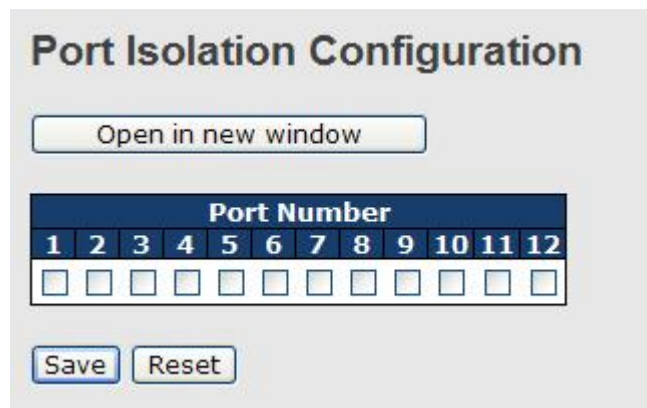 Port Isolation Configuration
Open in new window
Port Number
1 2 3 4 5 6 7 8 9 10 11 12
Save Reset